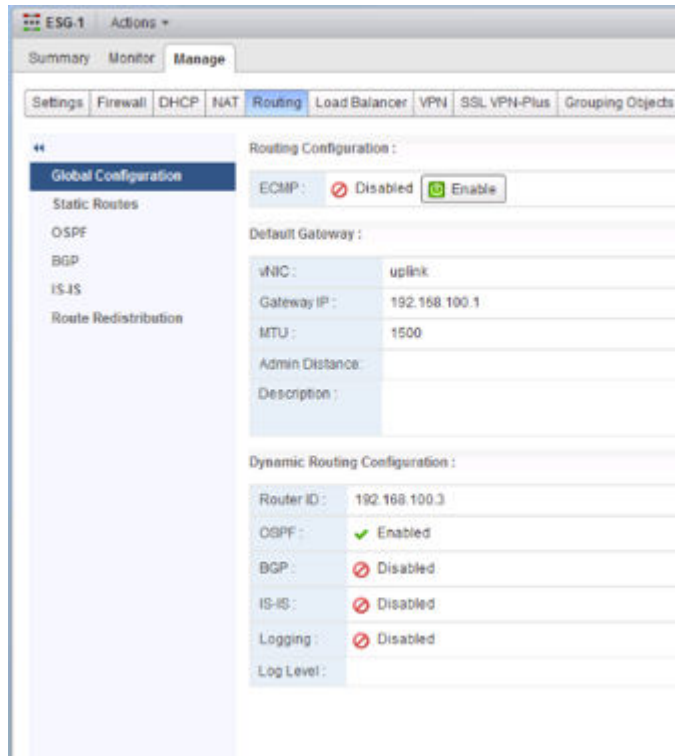 ESG-1 Actions
Summary Monitor Manage
Settings Firewall DHCP NAT Routing Load Balancer VPN SSL VPN-Plus Grouping Objects
Global Configuration
Static Routes
OSPF
BGP
IS-IS
Route Redistribution
Routing Configuration :
ECMP : Disabled Enable
Default Gateway :
vNIC : uplink
Gateway IP : 192.168.100.1
MTU : 1500
Admin Distance:
Description :
Dynamic Routing Configuration :
Router ID : 192.168.100.3
OSPF : Enabled
BGP : Disabled
IS-IS : Disabled
Logging : Disabled
Log Level :